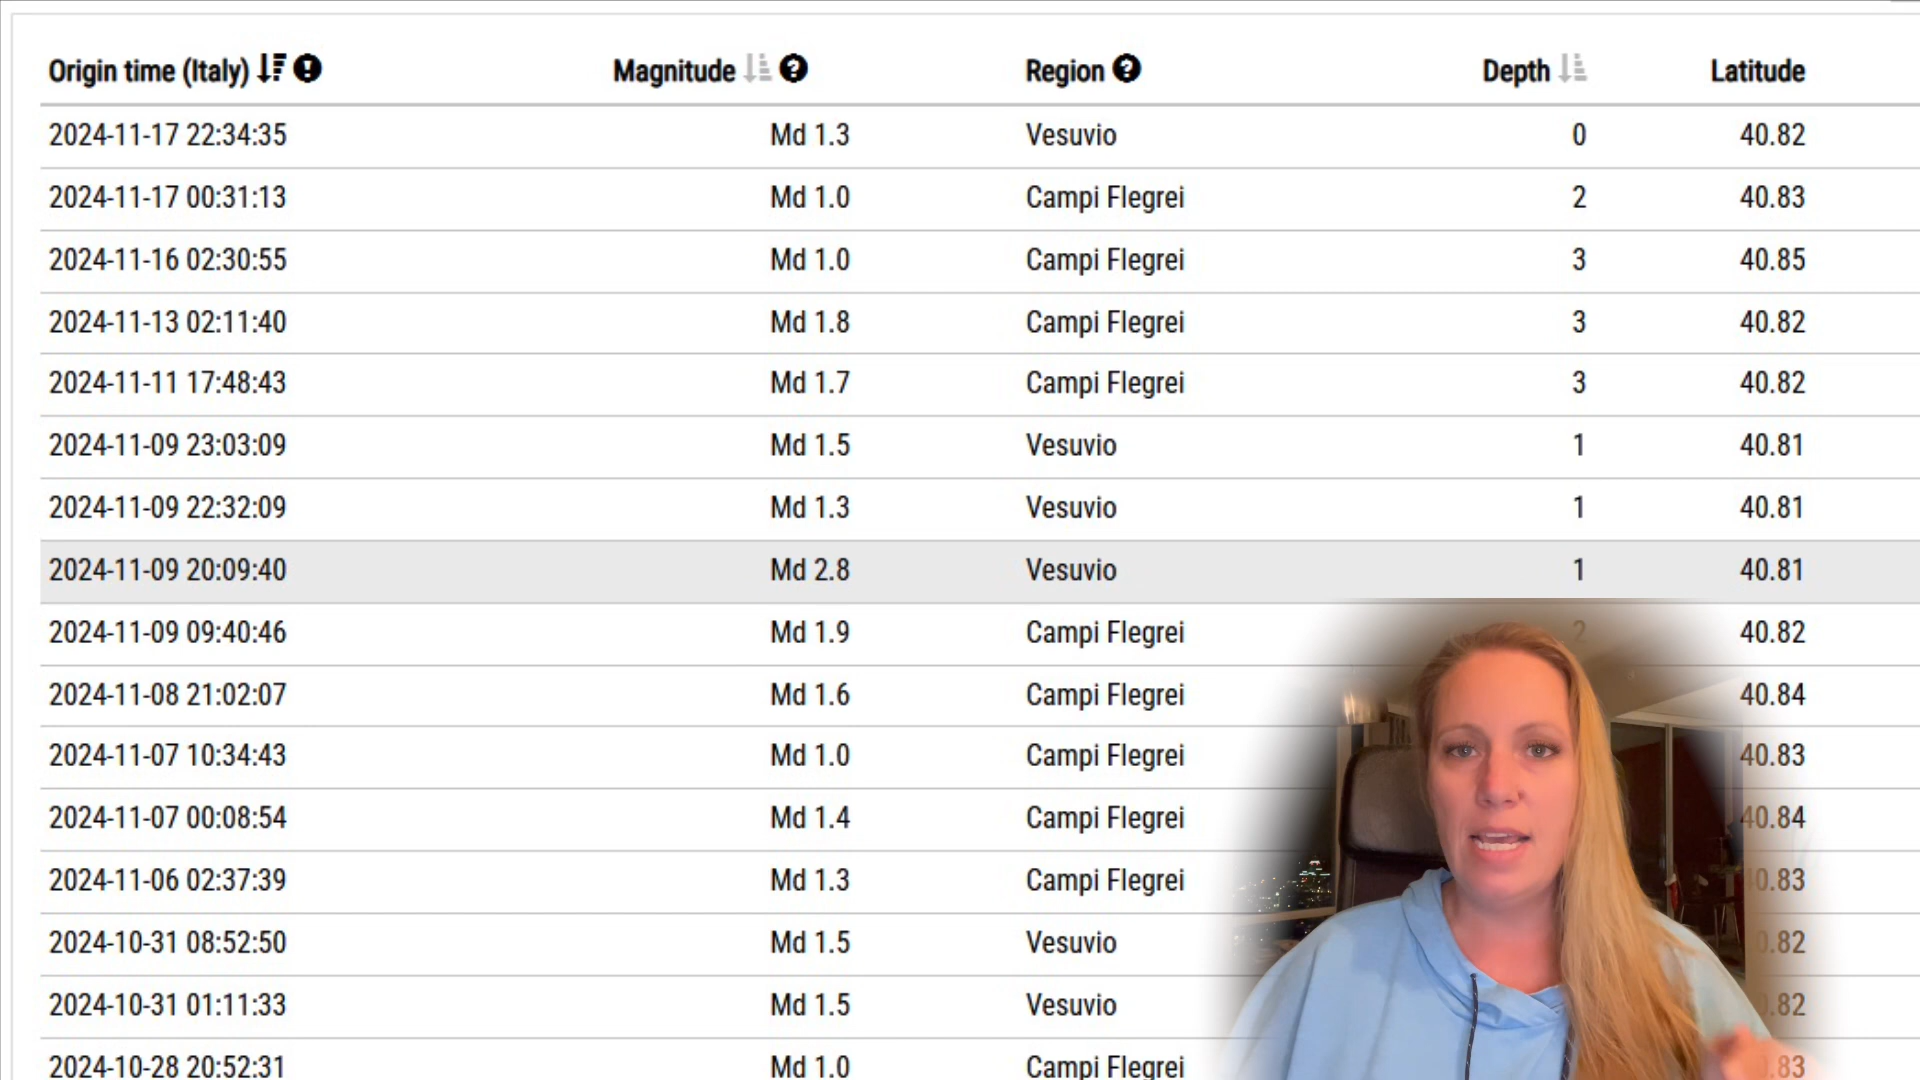 Origin time (Italy) Magnitude Region Depth Latitude
2024-11-17 22:34:35 Md 1.3 Vesuvio 0 40.82
2024-11-17 00:31:13 Md 1.0 Campi Flegrei 2 40.83
2024-11-16 02:30:55 Md 1.0 Campi Flegrei 3 40.85
2024-11-13 02:11:40 Md 1.8 Campi Flegrei 3 40.82
2024-11-11 17:48:43 Md 1.7 Campi Flegrei 3 40.82
2024-11-09 23:03:09 Md 1.5 Vesuvio 1 40.81
2024-11-09 22:32:09 Md 1.3 Vesuvio 1 40.81
2024-11-09 20:09:40 Md 2.8 Vesuvio 1 40.81
2024-11-09 09:40:46 Md 1.9 Campi Flegrei 2 40.82
2024-11-08 21:02:07 Md 1.6 Campi Flegrei 40.84
2024-11-07 10:34:43 Md 1.0 Campi Flegrei 40.83
2024-11-07 00:08:54 Md 1.4 Campi Flegrei 40.84
2024-11-06 02:37:39 Md 1.3 Campi Flegrei 0.83
2024-10-31 08:52:50 Md 1.5 Vesuvio 0.82
2024-10-31 01:11:33 Md 1.5 Vesuvio .82
2024-10-28 20:52:31 Md 1.0 Campi Flegrei .83